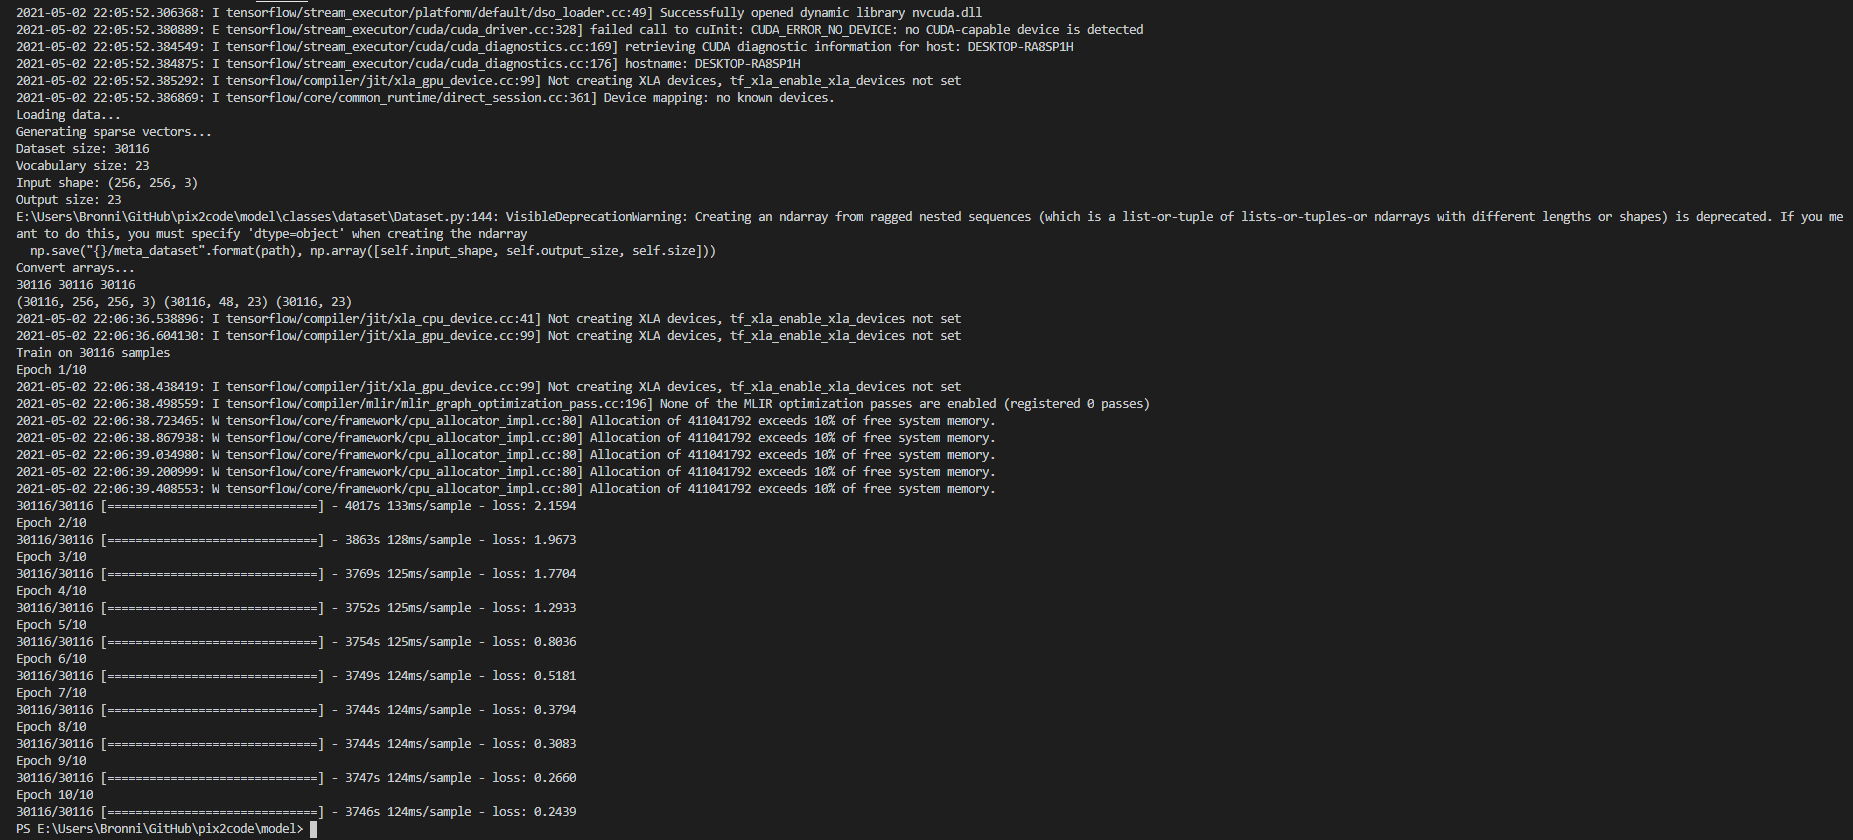 2021-05-02 22:05:52.306368: I tensorflow/stream_executor/platform/default/dso_loader.cc:49] Successfully opened dynamic library nvcuda.dll
2021-05-02 22:05:52.380889: E tensorflow/stream_executor/cuda/cuda_driver.cc:328] failed call to cuInit: CUDA_ERROR_NO_DEVICE: no CUDA-capable device is detected
2021-05-02 22:05:52.384549: I tensorflow/stream_executor/cuda/cuda_diagnostics.cc:169] retrieving CUDA diagnostic information for host: DESKTOP-RA8SP1H
2021-05-02 22:05:52.384875: I tensorflow/stream_executor/cuda/cuda_diagnostics.cc:176] hostname: DESKTOP-RA8SP1H
2021-05-02 22:05:52.385292: I tensorflow/compiler/jit/xla_gpu_device.cc:99] Not creating XLA devices, tf_xla_enable_xla_devices not set
2021-05-02 22:05:52.386869: I tensorflow/core/common_runtime/direct_session.cc:361] Device mapping: no known devices.
Loading data...
Generating sparse vectors...
Dataset size: 30116
Vocabulary size: 23
Input shape: (256, 256, 3)
Output size: 23
E:\Users\Bronni\GitHub\pix2code\model\classes\dataset\Dataset.py:144: VisibleDeprecationWarning: Creating an ndarray from ragged nested sequences (which is a list-or-tuple of lists-or-tuples-or ndarrays with different lengths or shapes) is deprecated. If you me
ant to do this, you must specify 'dtype=object' when creating the ndarray
  np.save("{}/meta_dataset".format(path), np.array([self.input_shape, self.output_size, self.size]))
Convert arrays...
30116 30116 30116
(30116, 256, 256, 3) (30116, 48, 23) (30116, 23)
2021-05-02 22:06:36.538896: I tensorflow/compiler/jit/xla_cpu_device.cc:41] Not creating XLA devices, tf_xla_enable_xla_devices not set
2021-05-02 22:06:36.604130: I tensorflow/compiler/jit/xla_gpu_device.cc:99] Not creating XLA devices, tf_xla_enable_xla_devices not set
Train on 30116 samples
Epoch 1/10
2021-05-02 22:06:38.438419: I tensorflow/compiler/jit/xla_gpu_device.cc:99] Not creating XLA devices, tf_xla_enable_xla_devices not set
2021-05-02 22:06:38.498559: I tensorflow/compiler/mlir/mlir_graph_optimization_pass.cc:196] None of the MLIR optimization passes are enabled (registered 0 passes)
2021-05-02 22:06:38.723465: W tensorflow/core/framework/cpu_allocator_impl.cc:80] Allocation of 411041792 exceeds 10% of free system memory.
2021-05-02 22:06:38.867938: W tensorflow/core/framework/cpu_allocator_impl.cc:80] Allocation of 411041792 exceeds 10% of free system memory.
2021-05-02 22:06:39.034980: W tensorflow/core/framework/cpu_allocator_impl.cc:80] Allocation of 411041792 exceeds 10% of free system memory.
2021-05-02 22:06:39.200999: W tensorflow/core/framework/cpu_allocator_impl.cc:80] Allocation of 411041792 exceeds 10% of free system memory.
2021-05-02 22:06:39.408553: W tensorflow/core/framework/cpu_allocator_impl.cc:80] Allocation of 411041792 exceeds 10% of free system memory.
30116/30116 [==============================] - 4017s 133ms/sample - loss: 2.1594
Epoch 2/10
30116/30116 [==============================] - 3863s 128ms/sample - loss: 1.9673
Epoch 3/10
30116/30116 [==============================] - 3769s 125ms/sample - loss: 1.7704
Epoch 4/10
30116/30116 [==============================] - 3752s 125ms/sample - loss: 1.2933
Epoch 5/10
30116/30116 [==============================] - 3754s 125ms/sample - loss: 0.8036
Epoch 6/10
30116/30116 [==============================] - 3749s 124ms/sample - loss: 0.5181
Epoch 7/10
30116/30116 [==============================] - 3744s 124ms/sample - loss: 0.3794
Epoch 8/10
30116/30116 [==============================] - 3744s 124ms/sample - loss: 0.3083
Epoch 9/10
30116/30116 [==============================] - 3747s 124ms/sample - loss: 0.2660
Epoch 10/10
30116/30116 [==============================] - 3746s 124ms/sample - loss: 0.2439
PS E:\Users\Bronni\GitHub\pix2code\model>